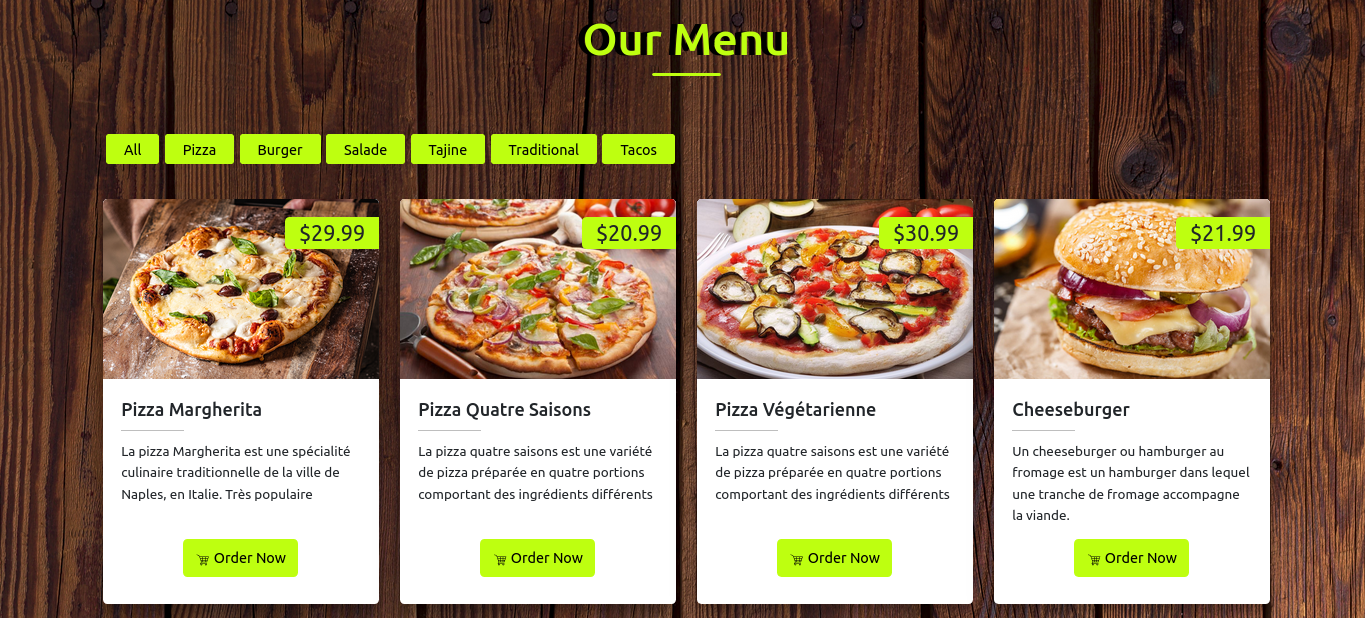 Our Menu
All Pizza Burger Salade Tajine Traditional Tacos
$29.99
Pizza Margherita
La pizza Margherita est une spécialité
culinaire traditionnelle de la ville de
Naples, en Italie. Très populaire
Order Now
$20.99
Pizza Quatre Saisons
La pizza quatre saisons est une variété
de pizza préparée en quatre portions
comportant des ingrédients différents
Order Now
$30.99
Pizza Végétarienne
La pizza quatre saisons est une variété
de pizza préparée en quatre portions
comportant des ingrédients différents
Order Now
$21.99
Cheeseburger
Un cheeseburger ou hamburger au
fromage est un hamburger dans lequel
une tranche de fromage accompagne
la viande.
Order Now